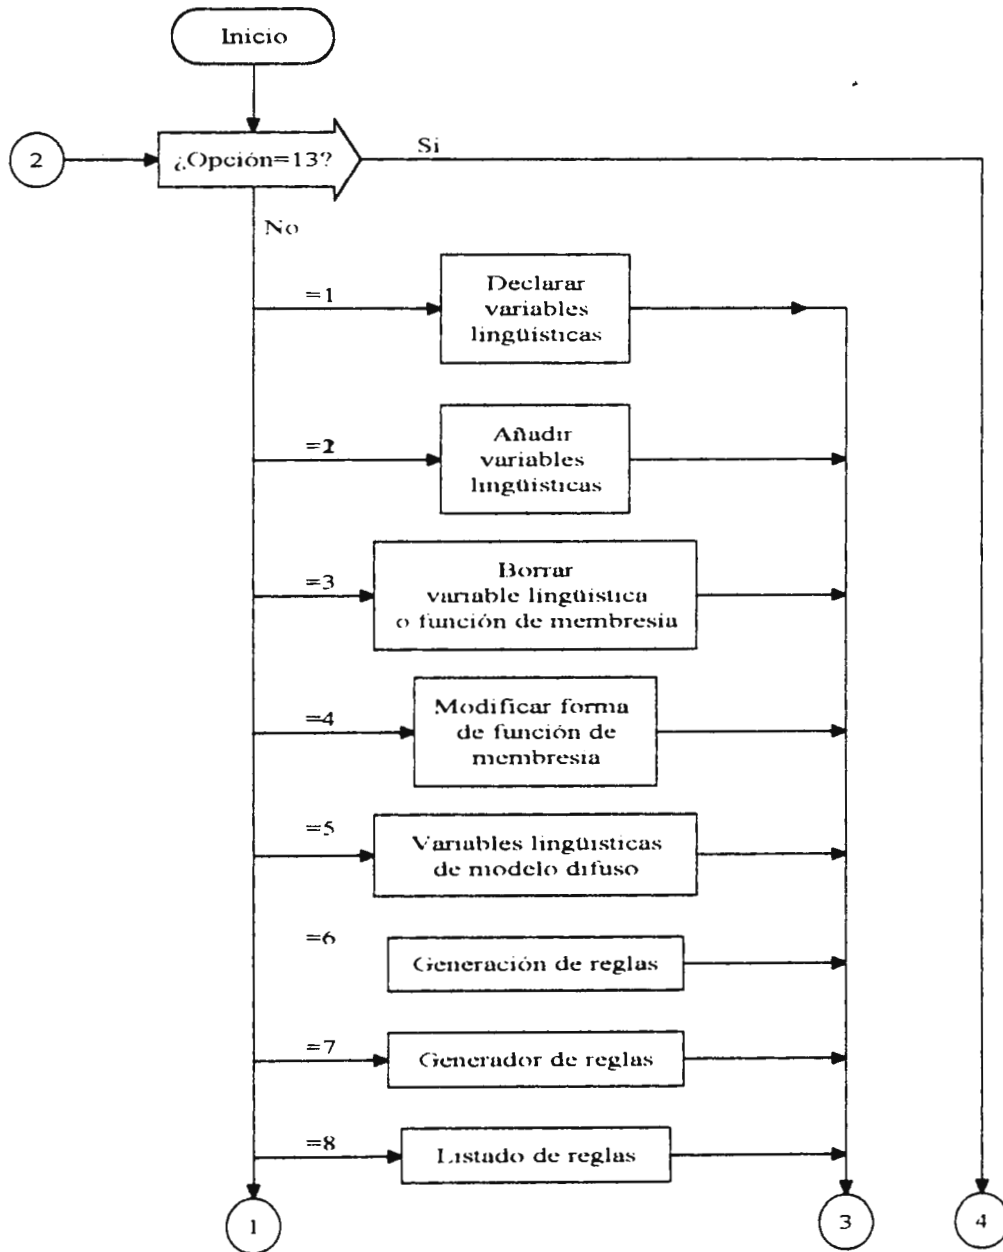 Inicio
2
¿Opción=13?
Si
No
=1
Declarar
variables
lingüísticas
=2
Añadir
variables
lingüísticas
=3
Borrar
variable lingüística
o función de membresía
=4
Modificar forma
de función de
membresía
=5
Variables lingüísticas
de modelo difuso
=6
Generación de reglas
=7
Generador de reglas
=8
Listado de reglas
1
3
4